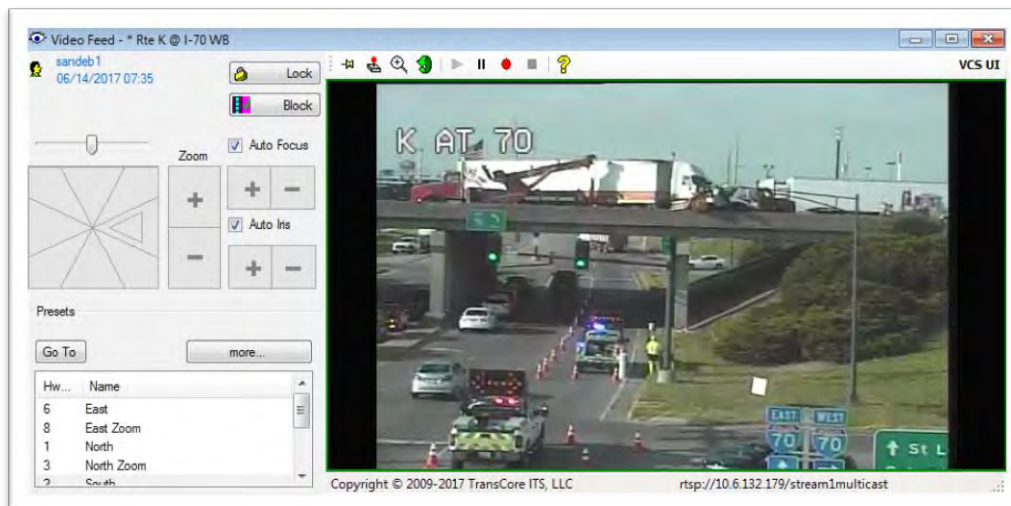 Video Feed - * Rte K @ I-70 WB
sandeb1
06/14/2017 07:35
Lock
Block
VCS UI
Zoom
Auto Focus
Auto Iris
Presets
Go To
more...
Hw... Name
6 East
8 East Zoom
1 North
3 North Zoom
2 South
K AT 70
EAST WEST
70 70
St L
Copyright © 2009-2017 TransCore ITS, LLC
rtsp://10.6.132.179/stream1multicast